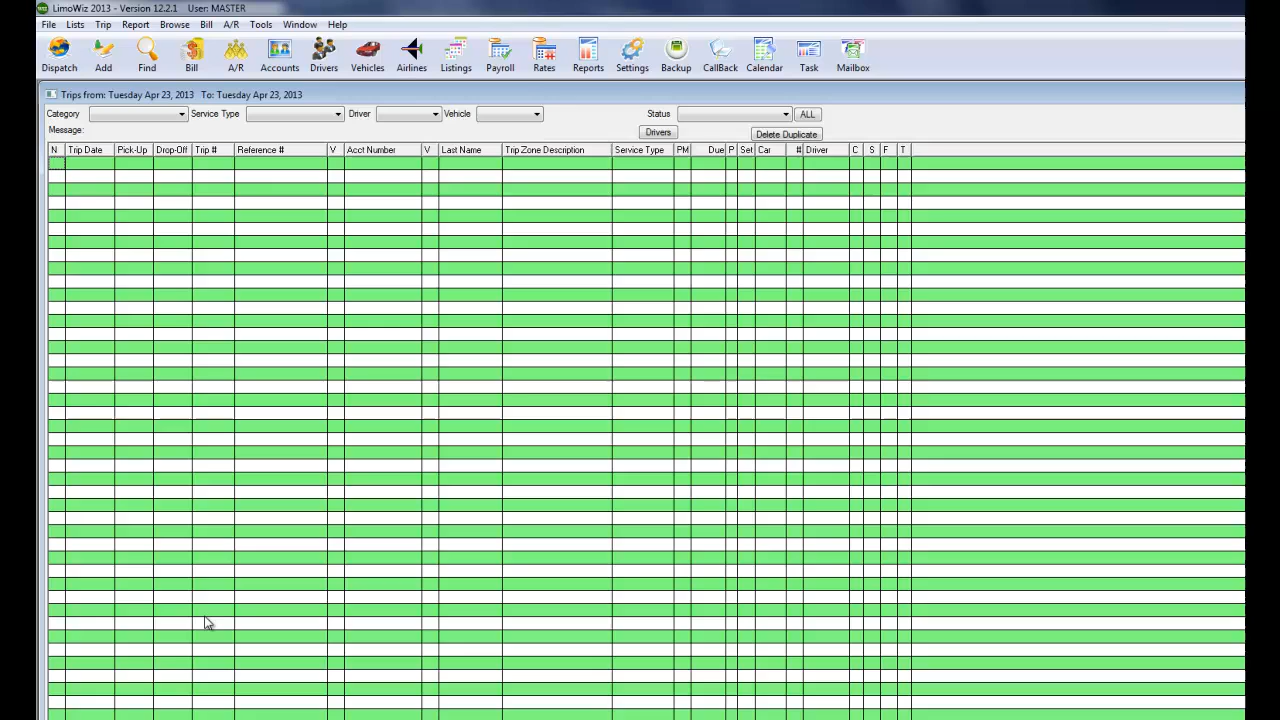 LimoWiz 2013 - Version 12.2.1 User: MASTER
File Lists Trip Report Browse Bill A/R Tools Window Help
Dispatch Add Find Bill A/R Accounts Drivers Vehicles Airlines Listings Payroll Rates Reports Settings Backup CallBack Calendar Task Mailbox
Trips from: Tuesday Apr 23, 2013 To: Tuesday Apr 23, 2013
Category Service Type Driver Vehicle Status ALL
Message: Drivers Delete Duplicate
N Trip Date Pick-Up Drop-Off Trip # Reference # V Acct Number V Last Name Trip Zone Description Service Type PM Due P Set Car # Driver C S F T